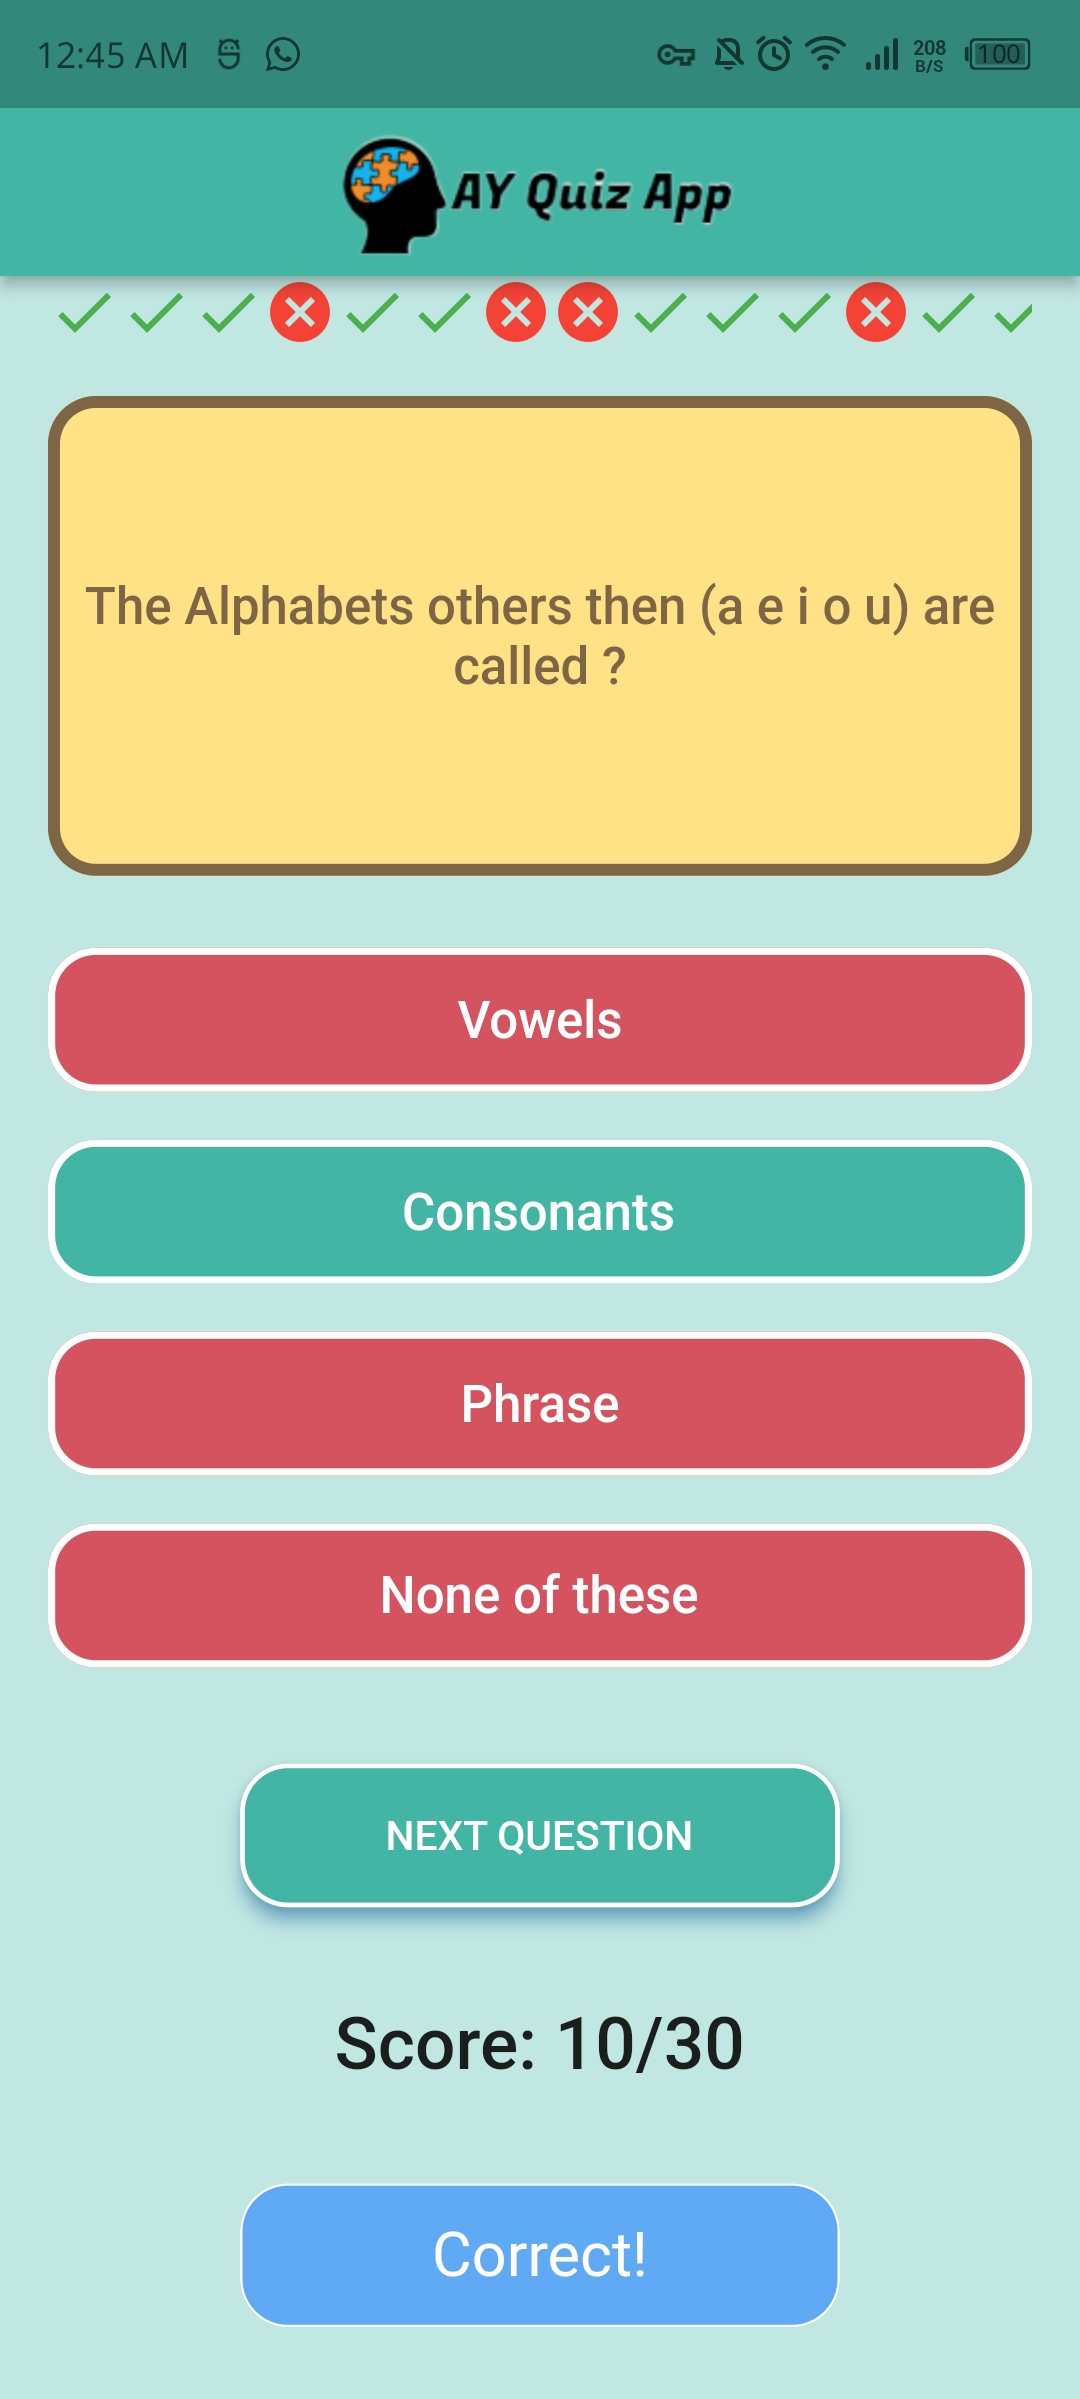 12:45 AM
208
B/S
100
AY Quiz App
The Alphabets others then (a e i o u) are
called ?
Vowels
Consonants
Phrase
None of these
NEXT QUESTION
Score: 10/30
Correct!